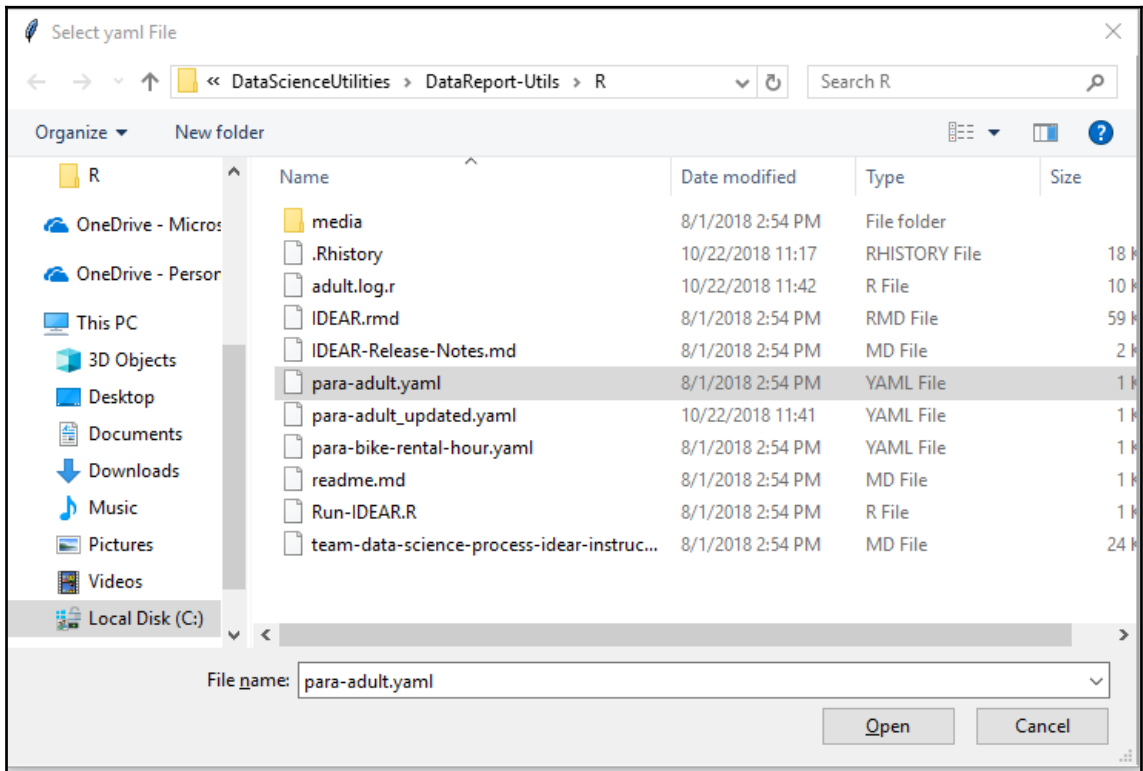 Select yaml File
« DataScienceUtilities > DataReport-Utils > R
Search R
Organize
New folder
R
OneDrive - Micros
OneDrive - Person
This PC
3D Objects
Desktop
Documents
Downloads
Music
Pictures
Videos
Local Disk (C:)
Name Date modified Type Size
media 8/1/2018 2:54 PM File folder
.Rhistory 10/22/2018 11:17 RHISTORY File 18 K
adult.log.r 10/22/2018 11:42 R File 10 K
IDEAR.rmd 8/1/2018 2:54 PM RMD File 59 K
IDEAR-Release-Notes.md 8/1/2018 2:54 PM MD File 2 K
para-adult.yaml 8/1/2018 2:54 PM YAML File 1 K
para-adult_updated.yaml 10/22/2018 11:41 YAML File 1 K
para-bike-rental-hour.yaml 8/1/2018 2:54 PM YAML File 1 K
readme.md 8/1/2018 2:54 PM MD File 1 K
Run-IDEAR.R 8/1/2018 2:54 PM R File 1 K
team-data-science-process-idear-instruc... 8/1/2018 2:54 PM MD File 24 K
File name: para-adult.yaml
Open Cancel